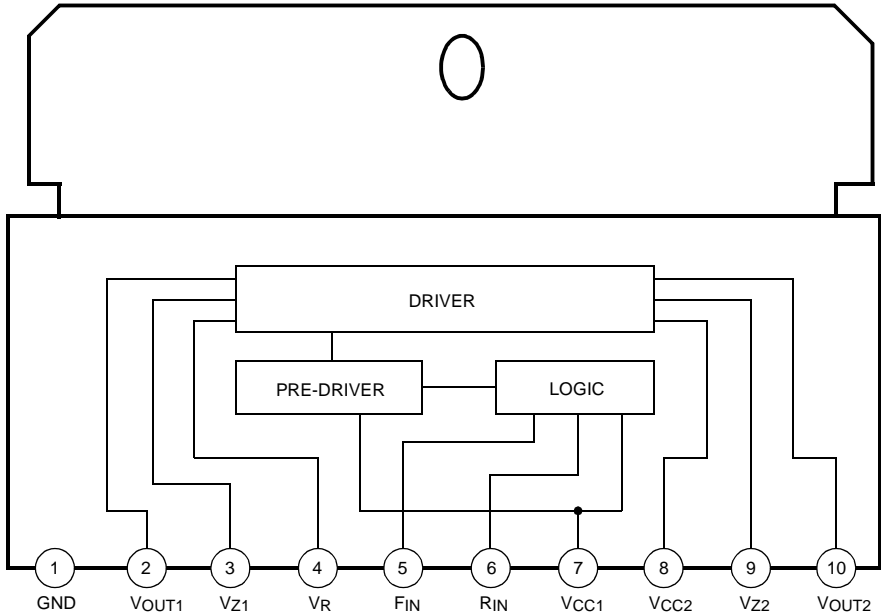 DRIVER
PRE-DRIVER LOGIC
1 2 3 4 5 6 7 8 9 10
GND VOUT1 VZ1 VR FIN RIN VCC1 VCC2 VZ2 VOUT2